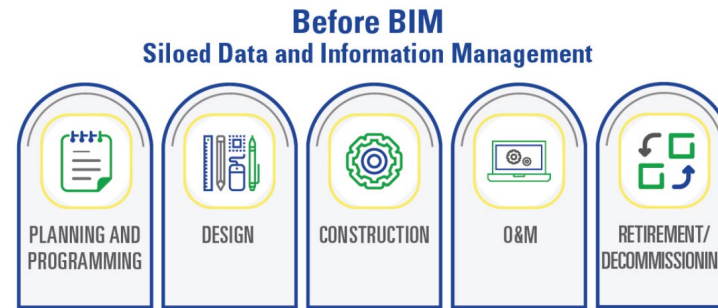 Before BIM
Siloed Data and Information Management
PLANNING AND
PROGRAMMING
DESIGN
CONSTRUCTION
O&M
RETIREMENT/
DECOMMISSIONIN